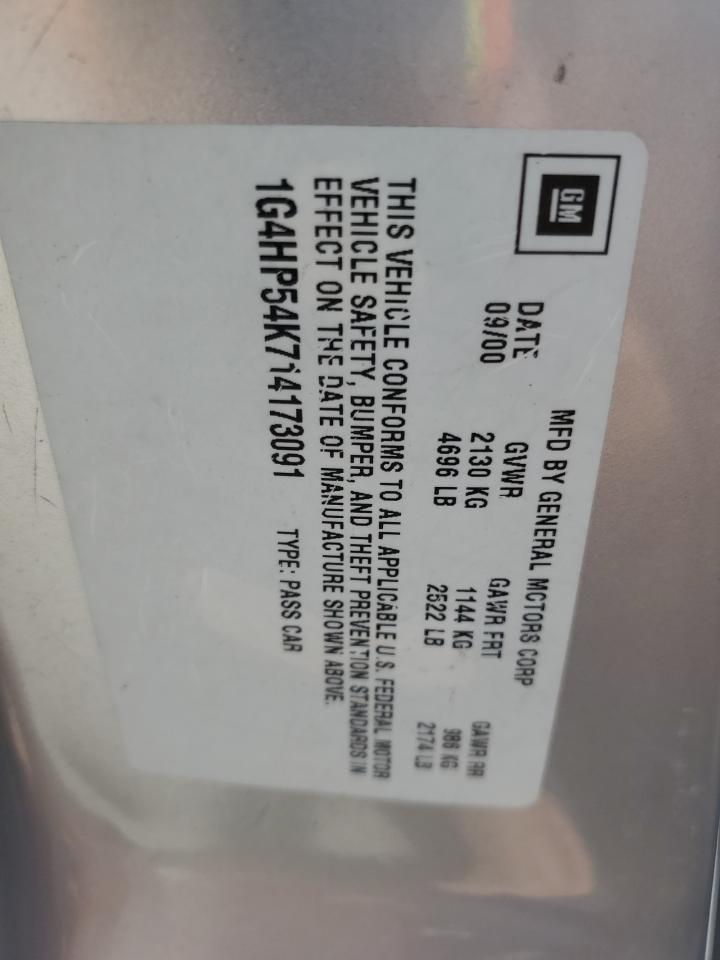 GM
MFD BY GENERAL MOTORS CORP
DATE GVWR GAWR FRT GAWR RR
09/00 2130 KG 1144 KG 986 KG
4696 LB 2522 LB 2174 LB
THIS VEHICLE CONFORMS TO ALL APPLICABLE U.S. FEDERAL MOTOR
VEHICLE SAFETY, BUMPER, AND THEFT PREVENTION STANDARDS IN
EFFECT ON THE DATE OF MANUFACTURE SHOWN ABOVE.
1G4HP54K714173091 TYPE: PASS CAR